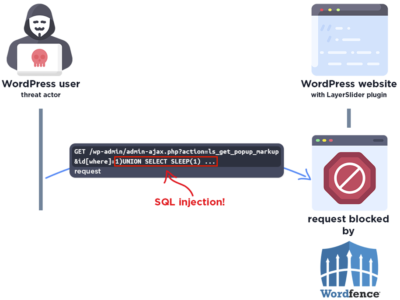 WordPress user
threat actor
WordPress website
with LayerSlider plugin
GET /wp-admin/admin-ajax.php?action=ls_get_popup_markup
&id[where]=1)UNION SELECT SLEEP(1) ...
request
SQL injection!
request blocked
by
Wordfence